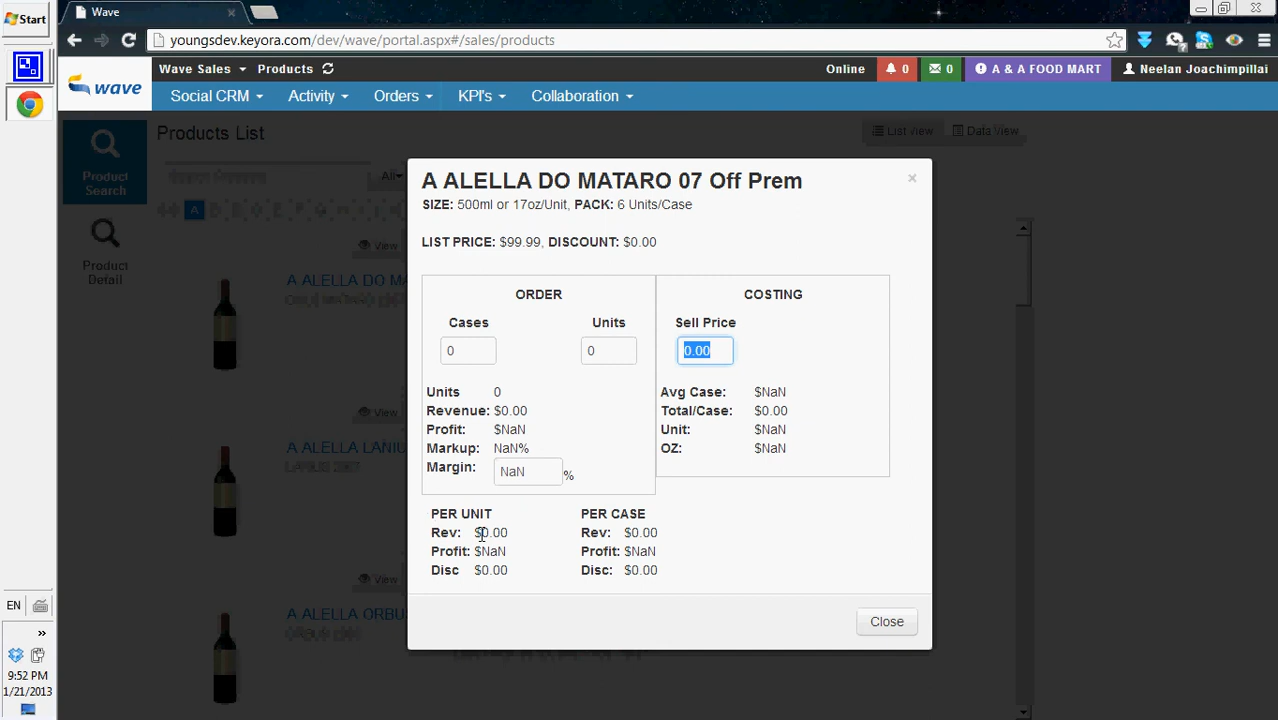 Start
Wave
youngsdev.keyora.com/dev/wave/portal.aspx#/sales/products
wave
Wave Sales Products
Online 0 0 A & A FOOD MART Neelan Joachimpillai
Social CRM Activity Orders KPI's Collaboration
Products List
List View Data View
Product Search
All
A
Product Detail
View
A ALELLA DO MA
View
A ALELLA LANIU
View
A ALELLA ORBU
A ALELLA DO MATARO 07 Off Prem
×
SIZE: 500ml or 17oz/Unit, PACK: 6 Units/Case
LIST PRICE: $99.99, DISCOUNT: $0.00
ORDER
Cases Units
0 0
Units 0
Revenue: $0.00
Profit: $NaN
Markup: NaN%
Margin: NaN %
COSTING
Sell Price
0.00
Avg Case: $NaN
Total/Case: $0.00
Unit: $NaN
OZ: $NaN
PER UNIT
Rev: $0.00
Profit: $NaN
Disc $0.00
PER CASE
Rev: $0.00
Profit: $NaN
Disc: $0.00
Close
EN
»
9:52 PM
1/21/2013